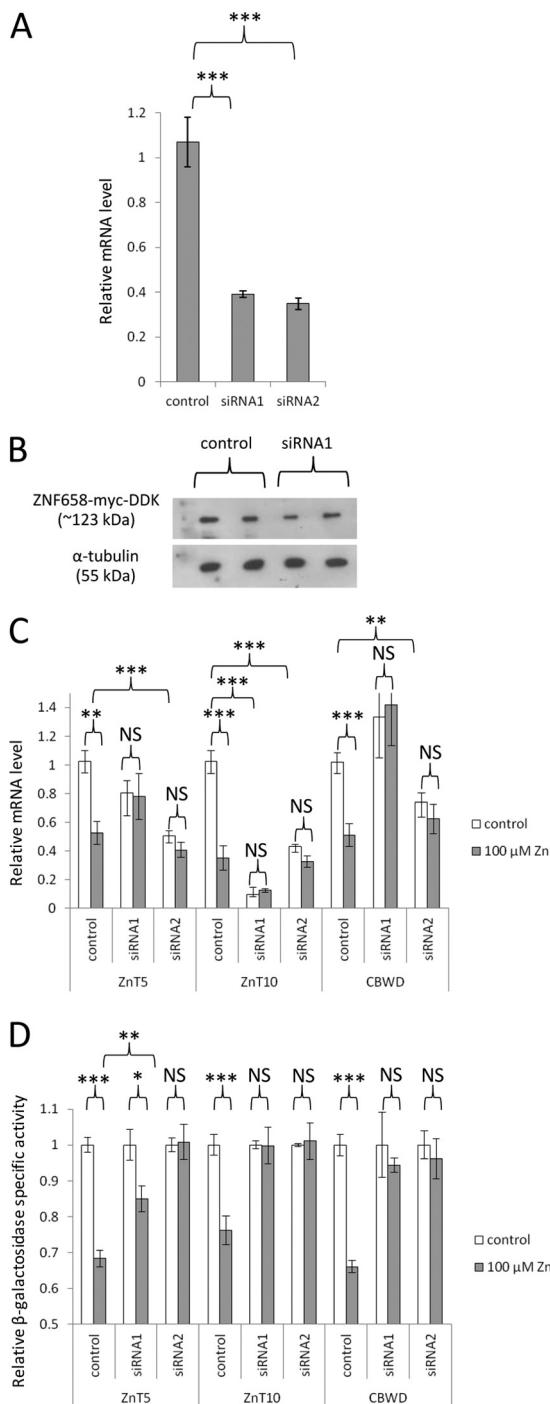 A
***
***
1.2
1
0.8
0.6
0.4
0.2
0
Relative mRNA level
control siRNA1 siRNA2
B
control siRNA1
ZNF658-myc-DDK
(~123 kDa)
α-tubulin
(55 kDa)
C
**
***
***
NS
***
***
**
NS
***
***
NS
NS
NS
NS
1.4
1.2
1
0.8
0.6
0.4
0.2
0
Relative mRNA level
control
100 µM Zn
control siRNA1 siRNA2 control siRNA1 siRNA2 control siRNA1 siRNA2
ZnT5 ZnT10 CBWD
D
**
*** * NS *** NS NS *** NS NS
1.1
1
0.9
0.8
0.7
0.6
0.5
Relative β-galactosidase specific activity
control
100 µM Zn
control siRNA1 siRNA2 control siRNA1 siRNA2 control siRNA1 siRNA2
ZnT5 ZnT10 CBWD